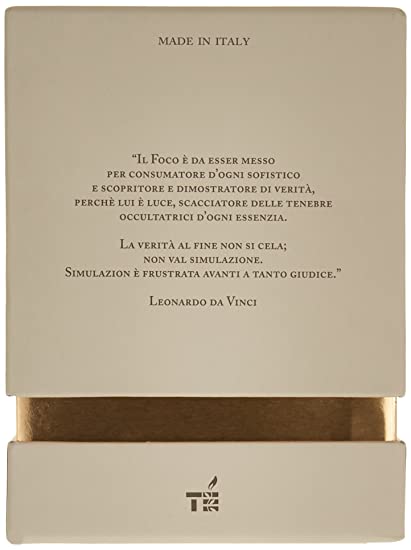 MADE IN ITALY
“IL FOCO È DA ESSER MESSO
PER CONSUMATORE D’OGNI SOFISTICO
E SCOPRITORE E DIMOSTRATORE DI VERITÀ,
PERCHÈ LUI È LUCE, SCACCIATORE DELLE TENEBRE
OCCULTATRICI D’OGNI ESSENZIA.
LA VERITÀ AL FINE NON SI CELA;
NON VAL SIMULAZIONE.
SIMULAZION È FRUSTRATA AVANTI A TANTO GIUDICE.”
LEONARDO DA VINCI